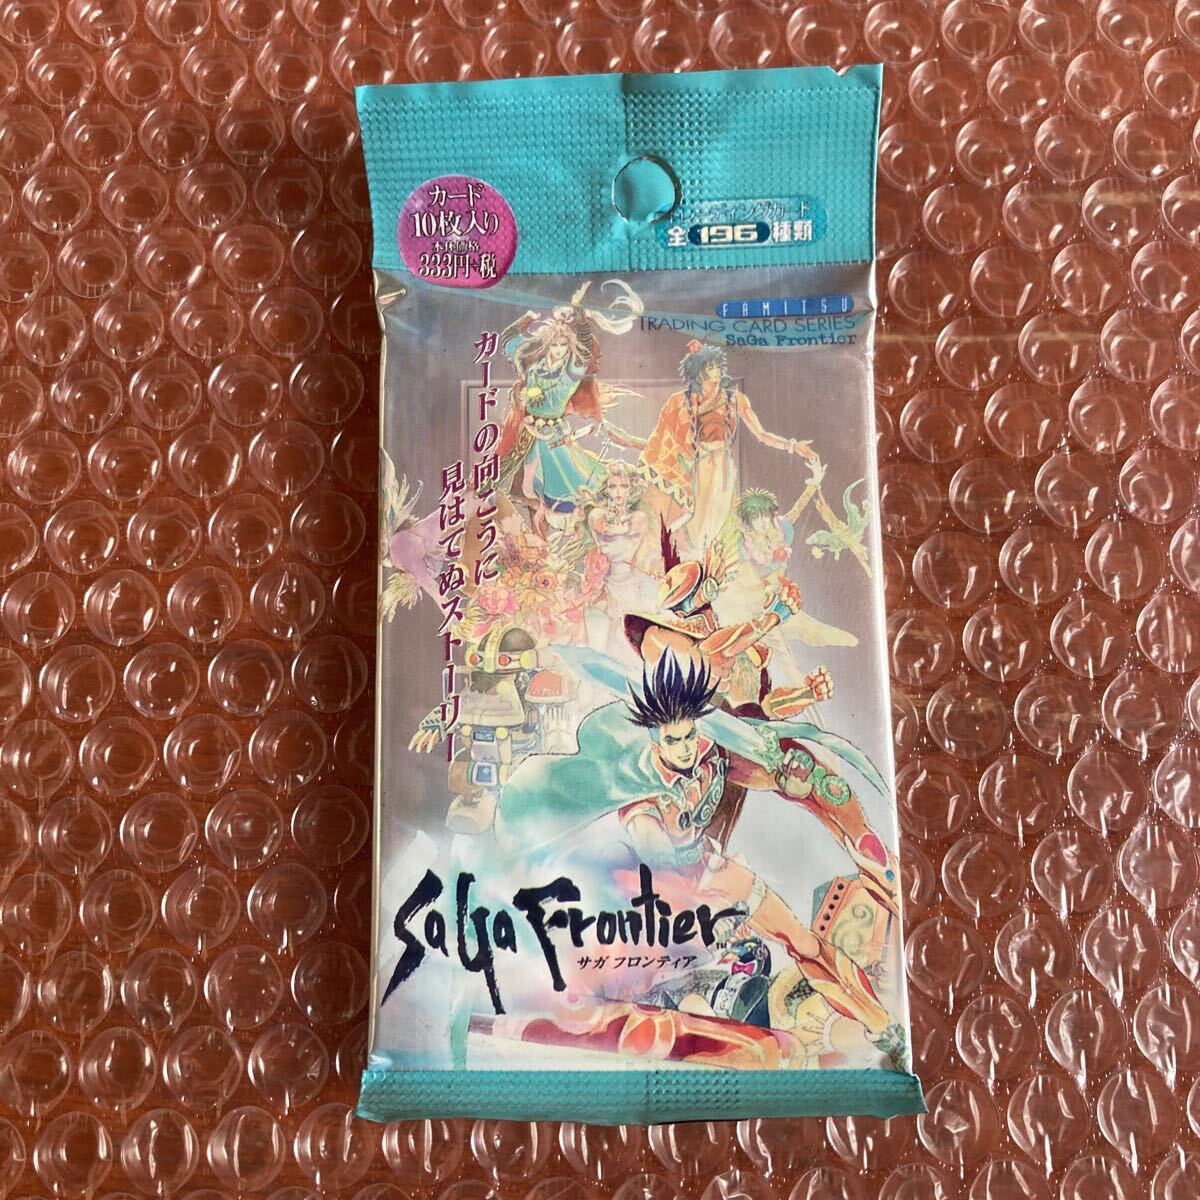 カード
10枚入り
本体価格
333円+税
トレーディングカード
全196種類
FAMITSU
TRADING CARD SERIES
SaGa Frontier
カードの向こうに
見はてぬストーリー
SaGa Frontier™
サガ フロンティア